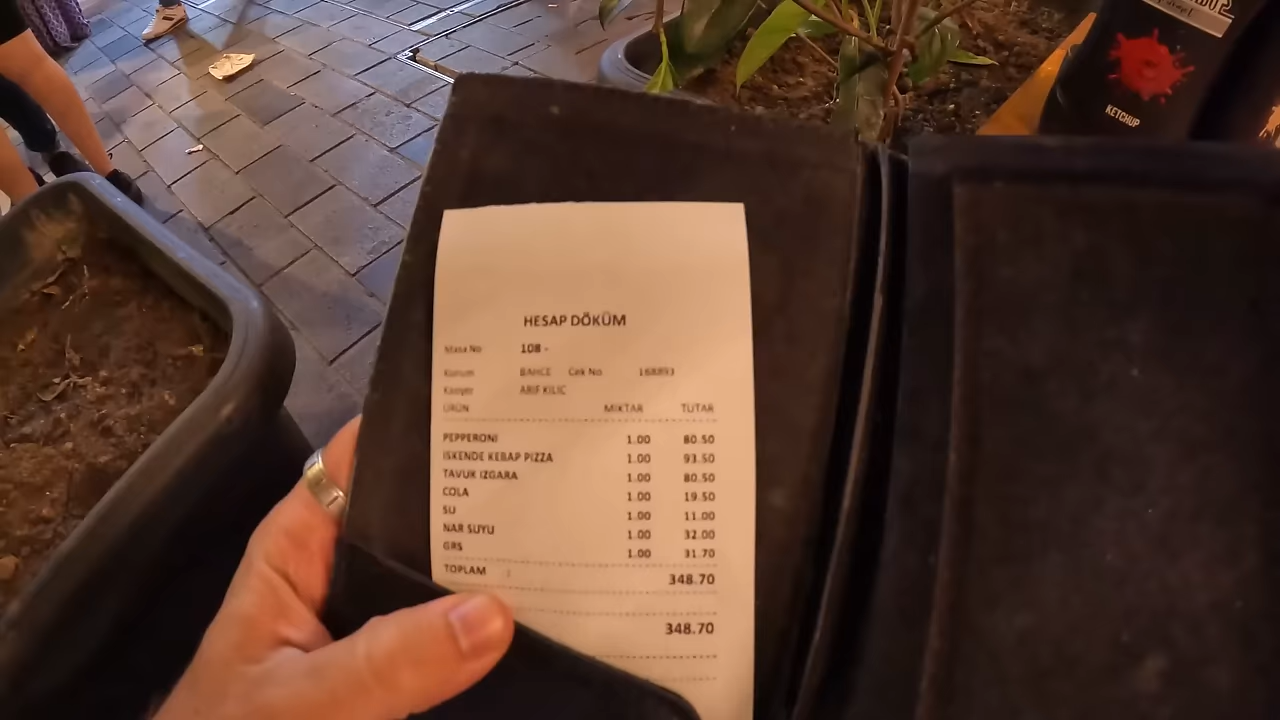 KETCHUP
HESAP DÖKÜM
Masa No 108 -
Konum BAHCE Cek No 168893
Kasiyer ARIF KILIC
ÜRÜN MİKTAR TUTAR
PEPPERONI 1.00 80.50
ISKENDE KEBAP PIZZA 1.00 93.50
TAVUK IZGARA 1.00 80.50
COLA 1.00 19.50
SU 1.00 11.00
NAR SUYU 1.00 32.00
GRS 1.00 31.70
TOPLAM 348.70
348.70